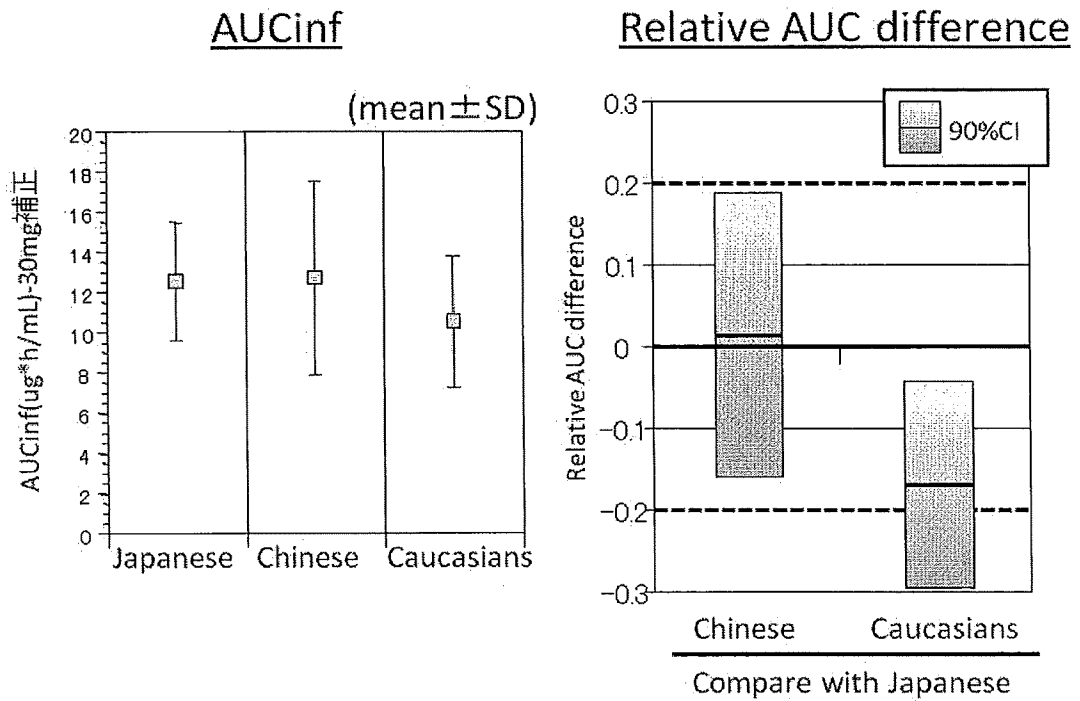 AUCinf
(mean±SD)
AUCinf(ug*h/mL)-30mg補正
20
18
16
14
12
10
8
6
4
2
0
Japanese
Chinese
Caucasians
Relative AUC difference
90%CI
Relative AUC difference
0.3
0.2
0.1
0
-0.1
-0.2
-0.3
Chinese
Caucasians
Compare with Japanese